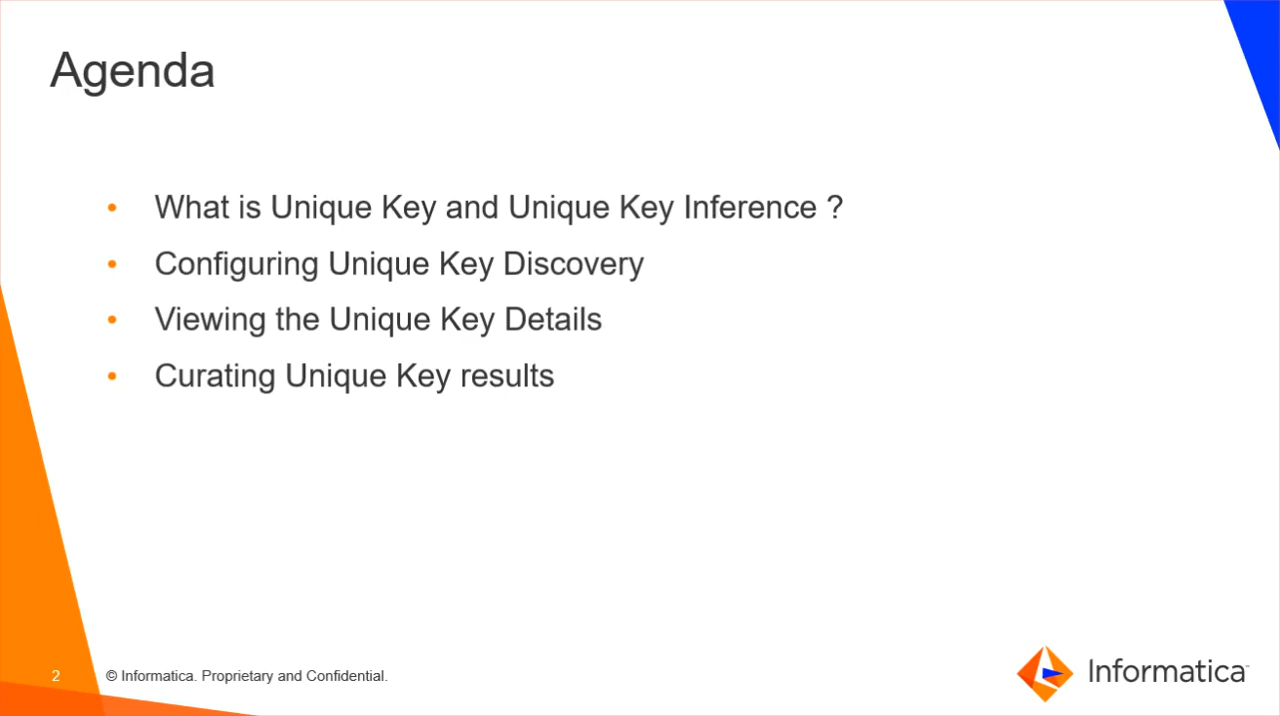 Agenda
• What is Unique Key and Unique Key Inference ?
• Configuring Unique Key Discovery
• Viewing the Unique Key Details
• Curating Unique Key results
2
© Informatica. Proprietary and Confidential.
Informatica